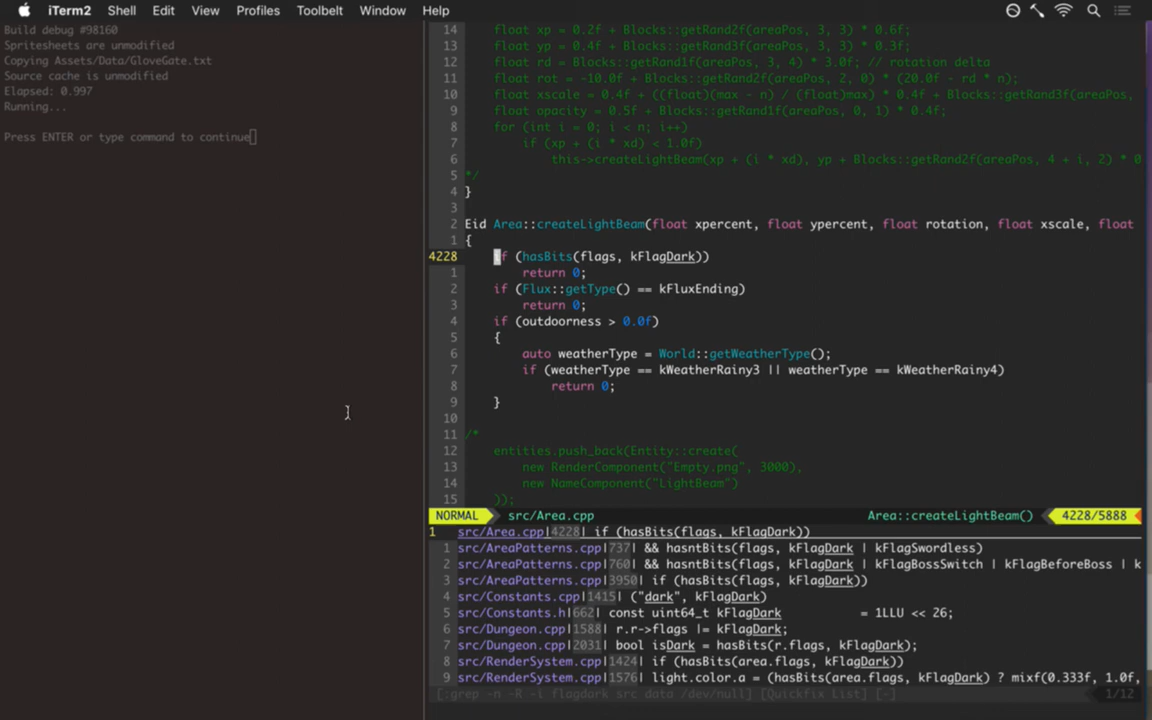 iTerm2 Shell Edit View Profiles Toolbelt Window Help
Build debug #98160
Spritesheets are unmodified
Copying Assets/Data/GloveGate.txt
Source cache is unmodified
Elapsed: 0.997
Running...
Press ENTER or type command to continue
14 float xp = 0.2f + Blocks::getRand2f(areaPos, 3, 3) * 0.6f;
13 float yp = 0.4f + Blocks::getRand2f(areaPos, 3, 3) * 0.3f;
12 float rd = Blocks::getRand1f(areaPos, 3, 4) * 3.0f; // rotation delta
11 float rot = -10.0f + Blocks::getRand2f(areaPos, 2, 0) * (20.0f - rd * n);
10 float xscale = 0.4f + ((float)(max - n) / (float)max) * 0.4f + Blocks::getRand3f(areaPos,
9 float opacity = 0.5f + Blocks::getRand1f(areaPos, 0, 1) * 0.4f;
8 for (int i = 0; i < n; i++)
7 if (xp + (i * xd) < 1.0f)
6 this->createLightBeam(xp + (i * xd), yp + Blocks::getRand2f(areaPos, 4 + i, 2) * 0
5 */
4 }
3
2 Eid Area::createLightBeam(float xpercent, float ypercent, float rotation, float xscale, float
1 {
4228 if (hasBits(flags, kFlagDark))
1 return 0;
2 if (Flux::getType() == kFluxEnding)
3 return 0;
4 if (outdoorness > 0.0f)
5 {
6 auto weatherType = World::getWeatherType();
7 if (weatherType == kWeatherRainy3 || weatherType == kWeatherRainy4)
8 return 0;
9 }
10
11 /*
12 entities.push_back(Entity::create(
13 new RenderComponent("Empty.png", 3000),
14 new NameComponent("LightBeam")
15 ));
NORMAL src/Area.cpp Area::createLightBeam() 4228/5888
1 src/Area.cpp|4228| if (hasBits(flags, kFlagDark))
1 src/AreaPatterns.cpp|737| && hasntBits(flags, kFlagDark | kFlagSwordless)
2 src/AreaPatterns.cpp|760| && hasntBits(flags, kFlagDark | kFlagBossSwitch | kFlagBeforeBoss | k
3 src/AreaPatterns.cpp|3950| if (hasBits(flags, kFlagDark))
4 src/Constants.cpp|1415| ("dark", kFlagDark)
5 src/Constants.h|662| const uint64_t kFlagDark = 1LLU << 26;
6 src/Dungeon.cpp|1588| r.r->flags |= kFlagDark;
7 src/Dungeon.cpp|2031| bool isDark = hasBits(r.flags, kFlagDark);
8 src/RenderSystem.cpp|1424| if (hasBits(area.flags, kFlagDark))
9 src/RenderSystem.cpp|1576| light.color.a = (hasBits(area.flags, kFlagDark) ? mixf(0.333f, 1.0f,
[:grep -n -R -i flagdark src data /dev/null] [Quickfix List] [-] 1/12